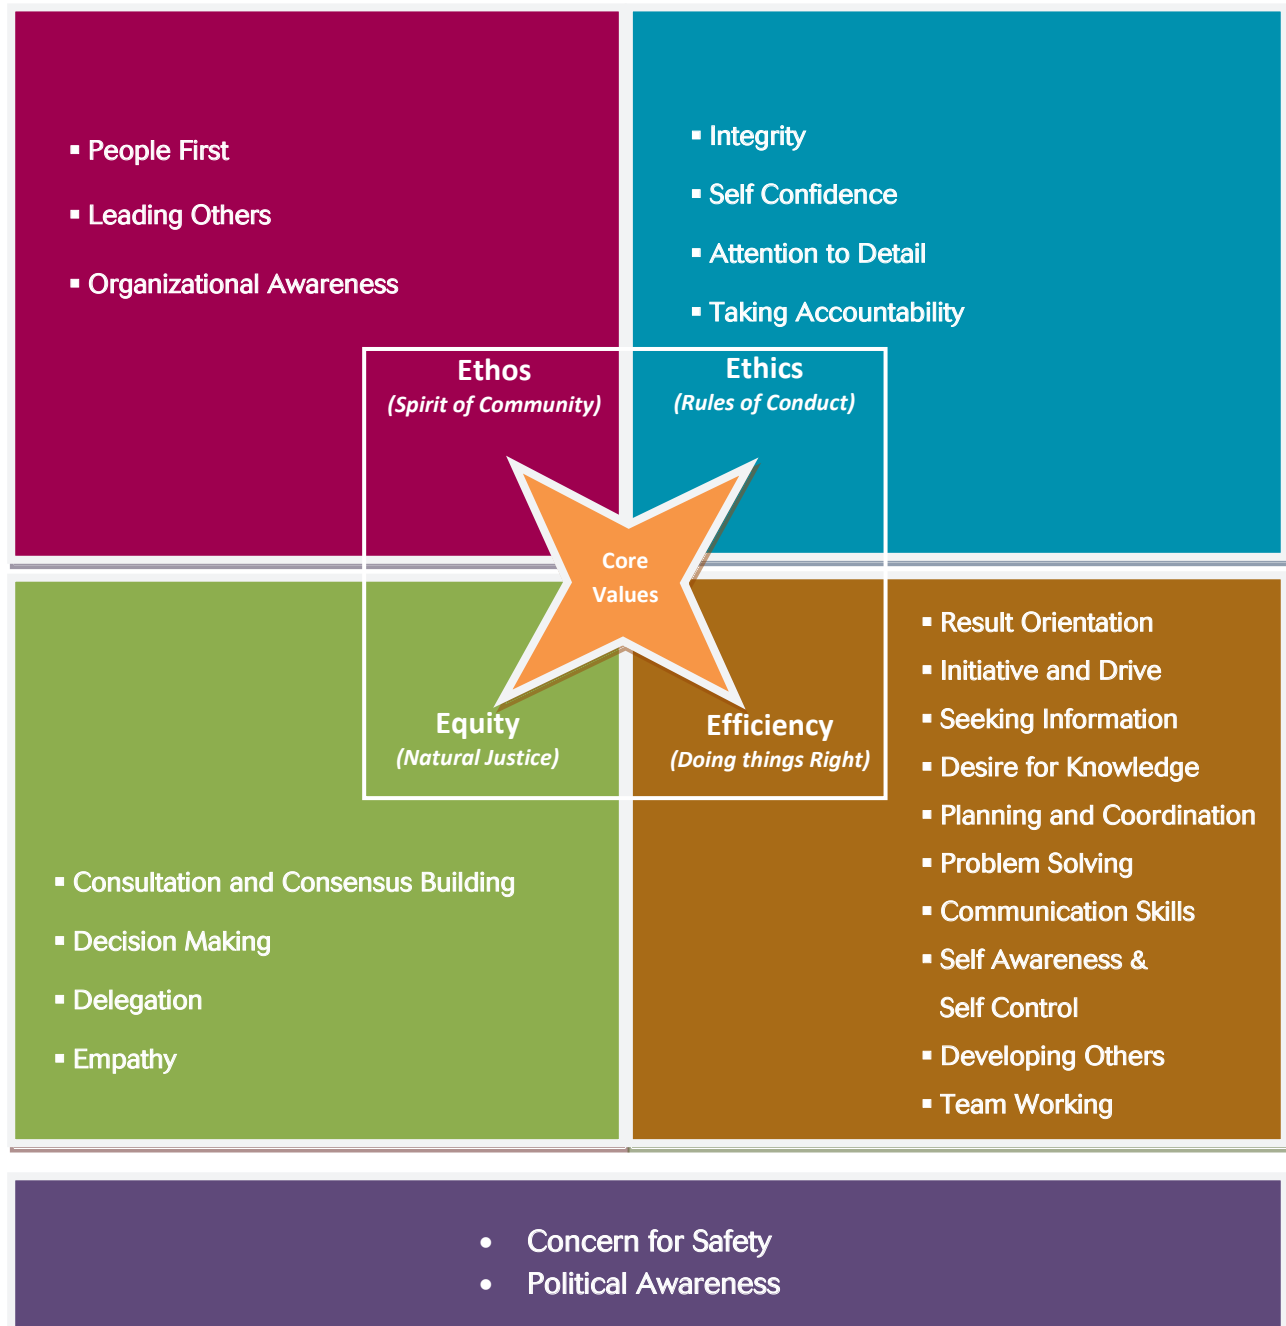 ▪ People First
▪ Leading Others
▪ Organizational Awareness
Ethos
(Spirit of Community)
▪ Integrity
▪ Self Confidence
▪ Attention to Detail
▪ Taking Accountability
Ethics
(Rules of Conduct)
Core
Values
Equity
(Natural Justice)
▪ Consultation and Consensus Building
▪ Decision Making
▪ Delegation
▪ Empathy
Efficiency
(Doing things Right)
▪ Result Orientation
▪ Initiative and Drive
▪ Seeking Information
▪ Desire for Knowledge
▪ Planning and Coordination
▪ Problem Solving
▪ Communication Skills
▪ Self Awareness &
Self Control
▪ Developing Others
▪ Team Working
• Concern for Safety
• Political Awareness